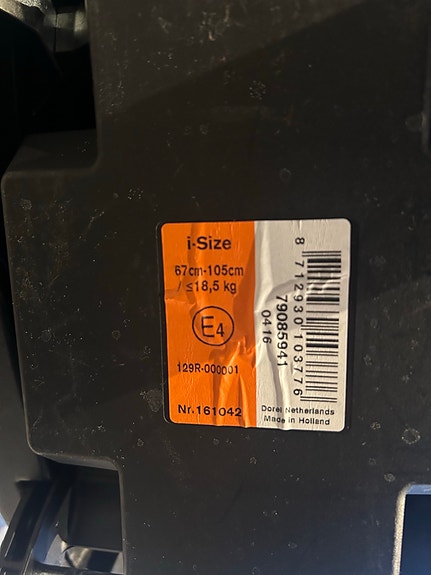 i-Size
67cm-105cm
/ ≤18,5 kg
E4
129R-000001
Nr. 161042
8 712930 103776
79085941
0416
Dorel Netherlands
Made in Holland